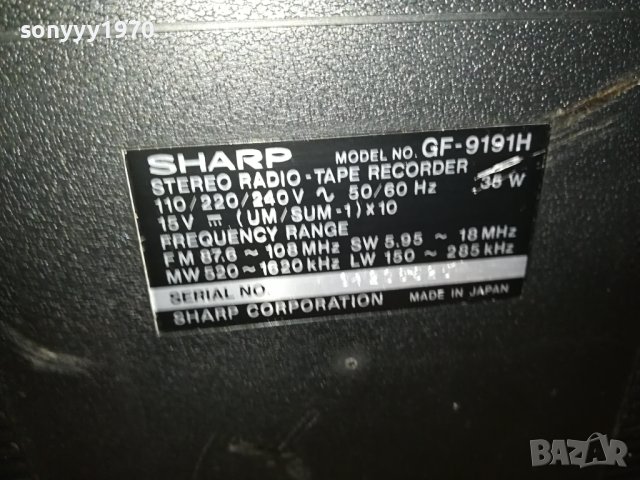 sonyyy1970
SHARP MODEL NO. GF-9191H
STEREO RADIO-TAPE RECORDER
110/220/240V ∿ 50/60 Hz 38 W
15V ⎓ (UM/SUM-1)×10
FREQUENCY RANGE
FM 87.6 ~ 108 MHz SW 5.95 ~ 18 MHz
MW 520 ~ 1620 kHz LW 150 ~ 285 kHz
SERIAL NO.
SHARP CORPORATION MADE IN JAPAN
BAZAR